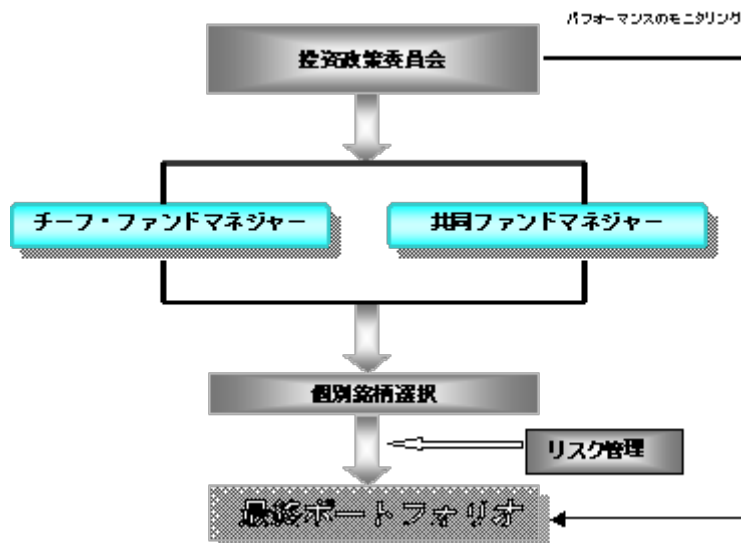 パフォーマンスのモニタリング
投資政策委員会
チーフ・ファンドマネジャー
共同ファンドマネジャー
個別銘柄選択
リスク管理
最終ポートフォリオ